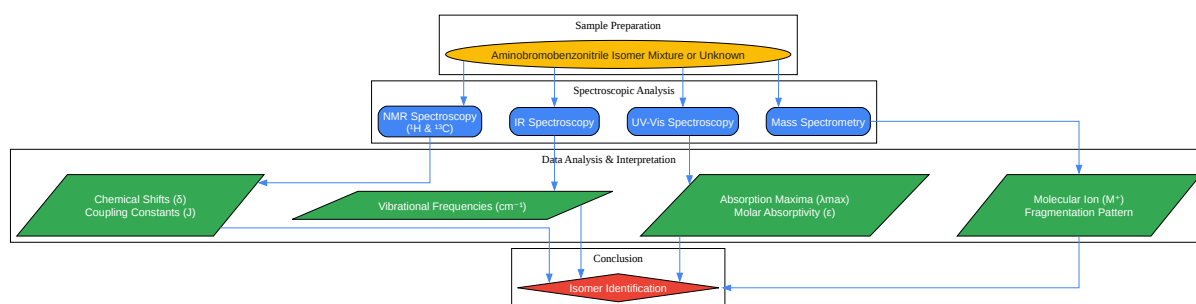 Sample Preparation
Aminobromobenzonitrile Isomer Mixture or Unknown
Spectroscopic Analysis
NMR Spectroscopy
(¹H & ¹³C)
IR Spectroscopy
UV-Vis Spectroscopy
Mass Spectrometry
Data Analysis & Interpretation
Chemical Shifts (δ)
Coupling Constants (J)
Vibrational Frequencies (cm⁻¹)
Absorption Maxima (λmax)
Molar Absorptivity (ε)
Molecular Ion (M⁺)
Fragmentation Pattern
Conclusion
Isomer Identification